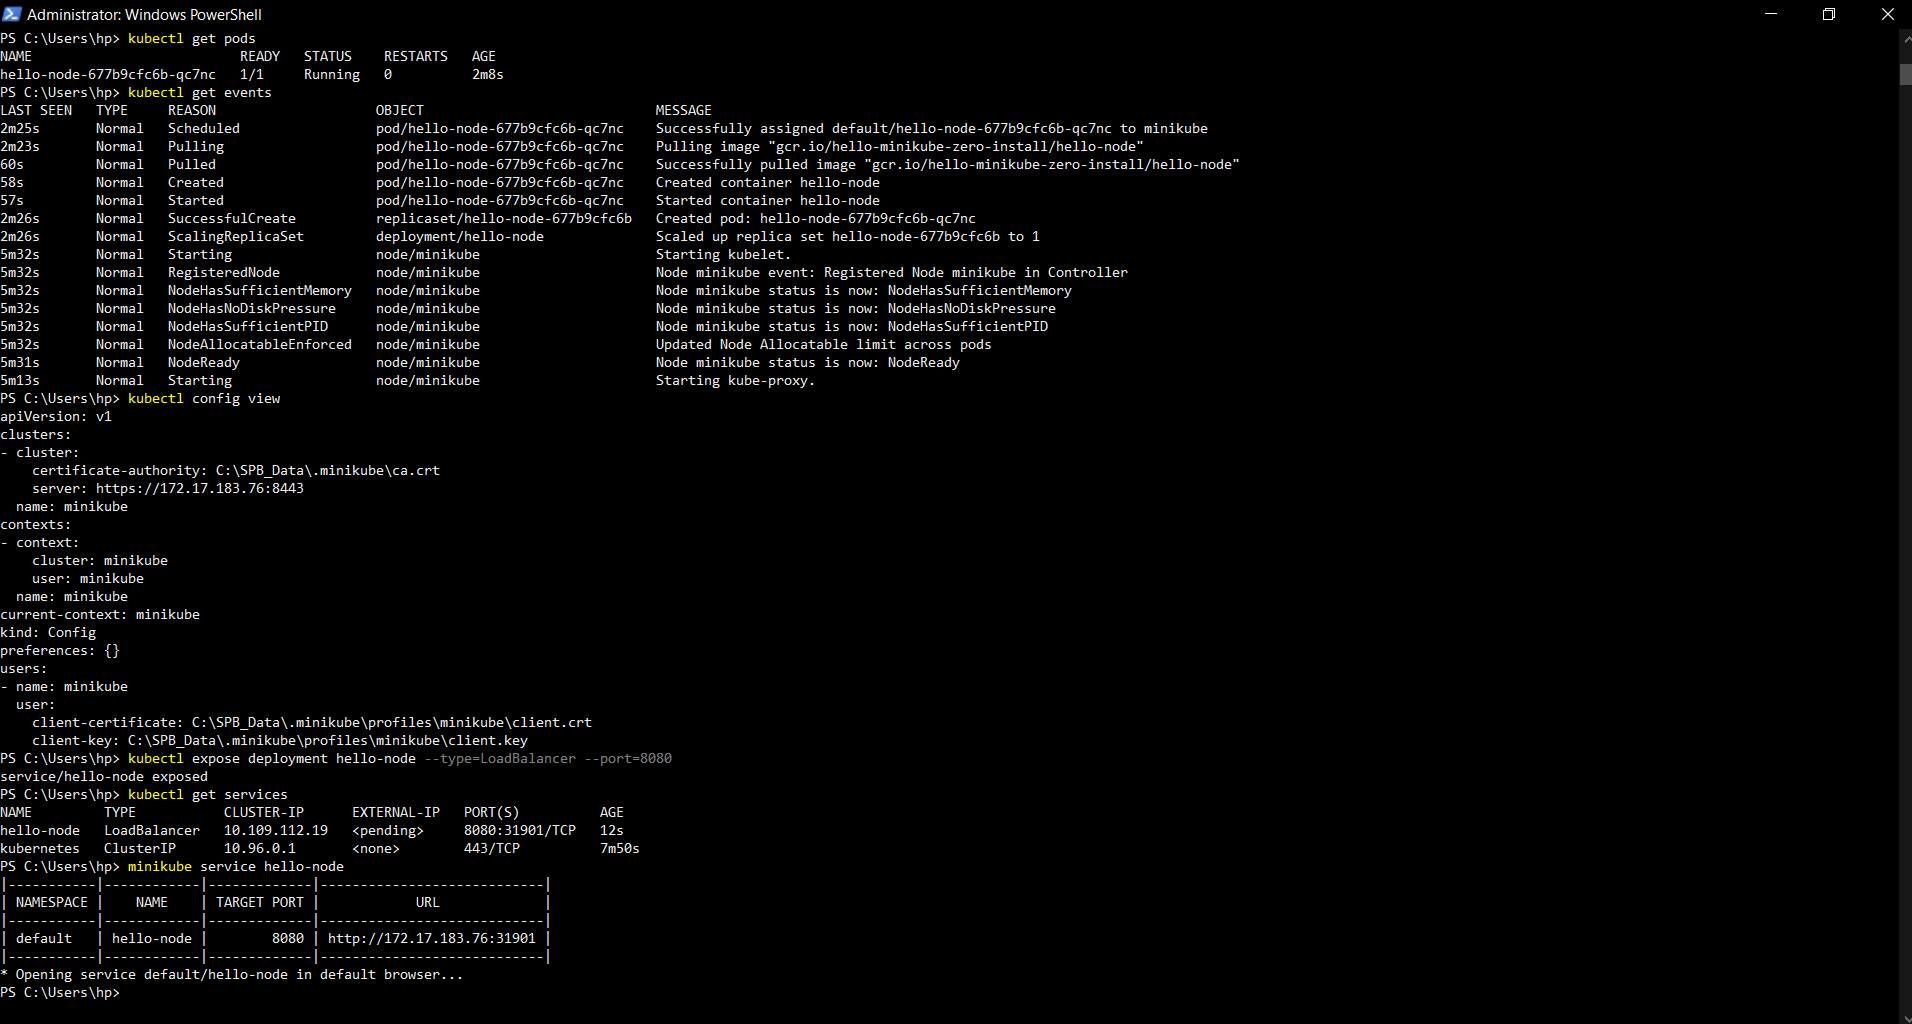 Administrator: Windows PowerShell
PS C:\Users\hp> kubectl get pods
NAME                          READY   STATUS    RESTARTS   AGE
hello-node-677b9cfc6b-qc7nc   1/1     Running   0          2m8s
PS C:\Users\hp> kubectl get events
LAST SEEN   TYPE     REASON                    OBJECT                             MESSAGE
2m25s       Normal   Scheduled                 pod/hello-node-677b9cfc6b-qc7nc    Successfully assigned default/hello-node-677b9cfc6b-qc7nc to minikube
2m23s       Normal   Pulling                   pod/hello-node-677b9cfc6b-qc7nc    Pulling image "gcr.io/hello-minikube-zero-install/hello-node"
60s         Normal   Pulled                    pod/hello-node-677b9cfc6b-qc7nc    Successfully pulled image "gcr.io/hello-minikube-zero-install/hello-node"
58s         Normal   Created                   pod/hello-node-677b9cfc6b-qc7nc    Created container hello-node
57s         Normal   Started                   pod/hello-node-677b9cfc6b-qc7nc    Started container hello-node
2m26s       Normal   SuccessfulCreate          replicaset/hello-node-677b9cfc6b   Created pod: hello-node-677b9cfc6b-qc7nc
2m26s       Normal   ScalingReplicaSet         deployment/hello-node              Scaled up replica set hello-node-677b9cfc6b to 1
5m32s       Normal   Starting                  node/minikube                      Starting kubelet.
5m32s       Normal   RegisteredNode            node/minikube                      Node minikube event: Registered Node minikube in Controller
5m32s       Normal   NodeHasSufficientMemory   node/minikube                      Node minikube status is now: NodeHasSufficientMemory
5m32s       Normal   NodeHasNoDiskPressure     node/minikube                      Node minikube status is now: NodeHasNoDiskPressure
5m32s       Normal   NodeHasSufficientPID      node/minikube                      Node minikube status is now: NodeHasSufficientPID
5m32s       Normal   NodeAllocatableEnforced   node/minikube                      Updated Node Allocatable limit across pods
5m31s       Normal   NodeReady                 node/minikube                      Node minikube status is now: NodeReady
5m13s       Normal   Starting                  node/minikube                      Starting kube-proxy.
PS C:\Users\hp> kubectl config view
apiVersion: v1
clusters:
- cluster:
    certificate-authority: C:\SPB_Data\.minikube\ca.crt
    server: https://172.17.183.76:8443
  name: minikube
contexts:
- context:
    cluster: minikube
    user: minikube
  name: minikube
current-context: minikube
kind: Config
preferences: {}
users:
- name: minikube
  user:
    client-certificate: C:\SPB_Data\.minikube\profiles\minikube\client.crt
    client-key: C:\SPB_Data\.minikube\profiles\minikube\client.key
PS C:\Users\hp> kubectl expose deployment hello-node --type=LoadBalancer --port=8080
service/hello-node exposed
PS C:\Users\hp> kubectl get services
NAME         TYPE           CLUSTER-IP      EXTERNAL-IP   PORT(S)          AGE
hello-node   LoadBalancer   10.109.112.19   <pending>     8080:31901/TCP   12s
kubernetes   ClusterIP      10.96.0.1       <none>        443/TCP          7m50s
PS C:\Users\hp> minikube service hello-node
|-----------|------------|-------------|----------------------------|
| NAMESPACE |    NAME    | TARGET PORT |            URL             |
|-----------|------------|-------------|----------------------------|
| default   | hello-node |        8080 | http://172.17.183.76:31901 |
|-----------|------------|-------------|----------------------------|
* Opening service default/hello-node in default browser...
PS C:\Users\hp>